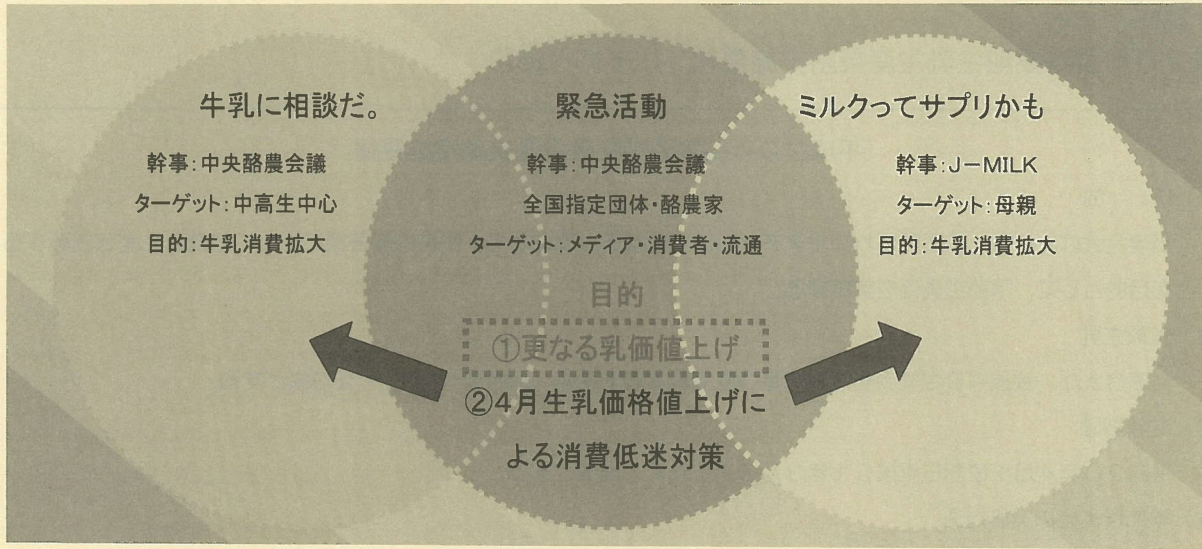 牛乳に相談だ。
幹事:中央酪農会議
ターゲット:中高生中心
目的:牛乳消費拡大
緊急活動
幹事:中央酪農会議
全国指定団体・酪農家
ターゲット:メディア・消費者・流通
目的
①更なる乳価値上げ
②4月生乳価格値上げに
よる消費低迷対策
ミルクってサプリかも
幹事:J-MILK
ターゲット:母親
目的:牛乳消費拡大